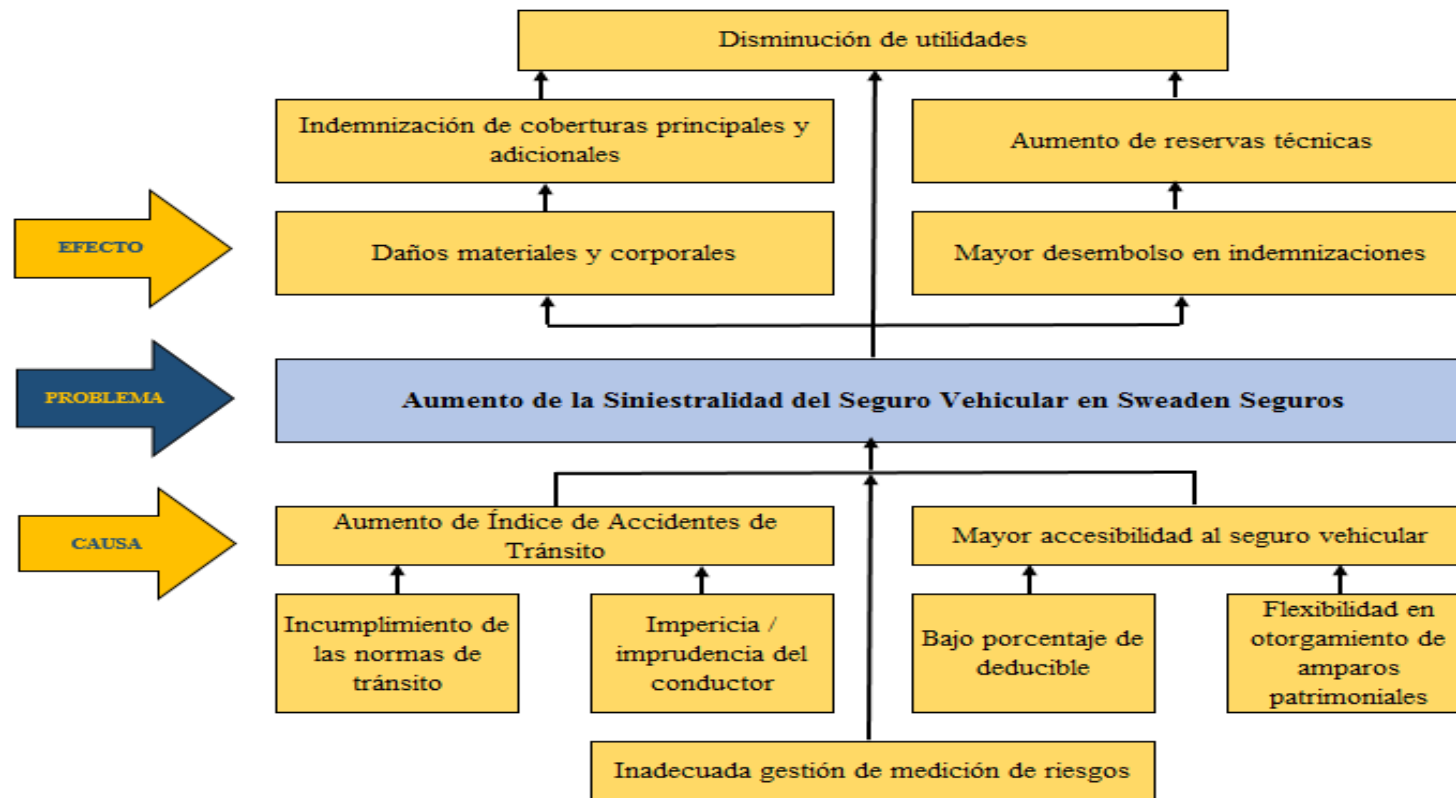 Disminución de utilidades
Indemnización de coberturas principales y
adicionales
Aumento de reservas técnicas
EFECTO
Daños materiales y corporales
Mayor desembolso en indemnizaciones
PROBLEMA
Aumento de la Siniestralidad del Seguro Vehicular en Sweaden Seguros
CAUSA
Aumento de Índice de Accidentes de
Tránsito
Mayor accesibilidad al seguro vehicular
Incumplimiento de
las normas de
tránsito
Impericia /
imprudencia del
conductor
Bajo porcentaje de
deducible
Flexibilidad en
otorgamiento de
amparos
patrimoniales
Inadecuada gestión de medición de riesgos